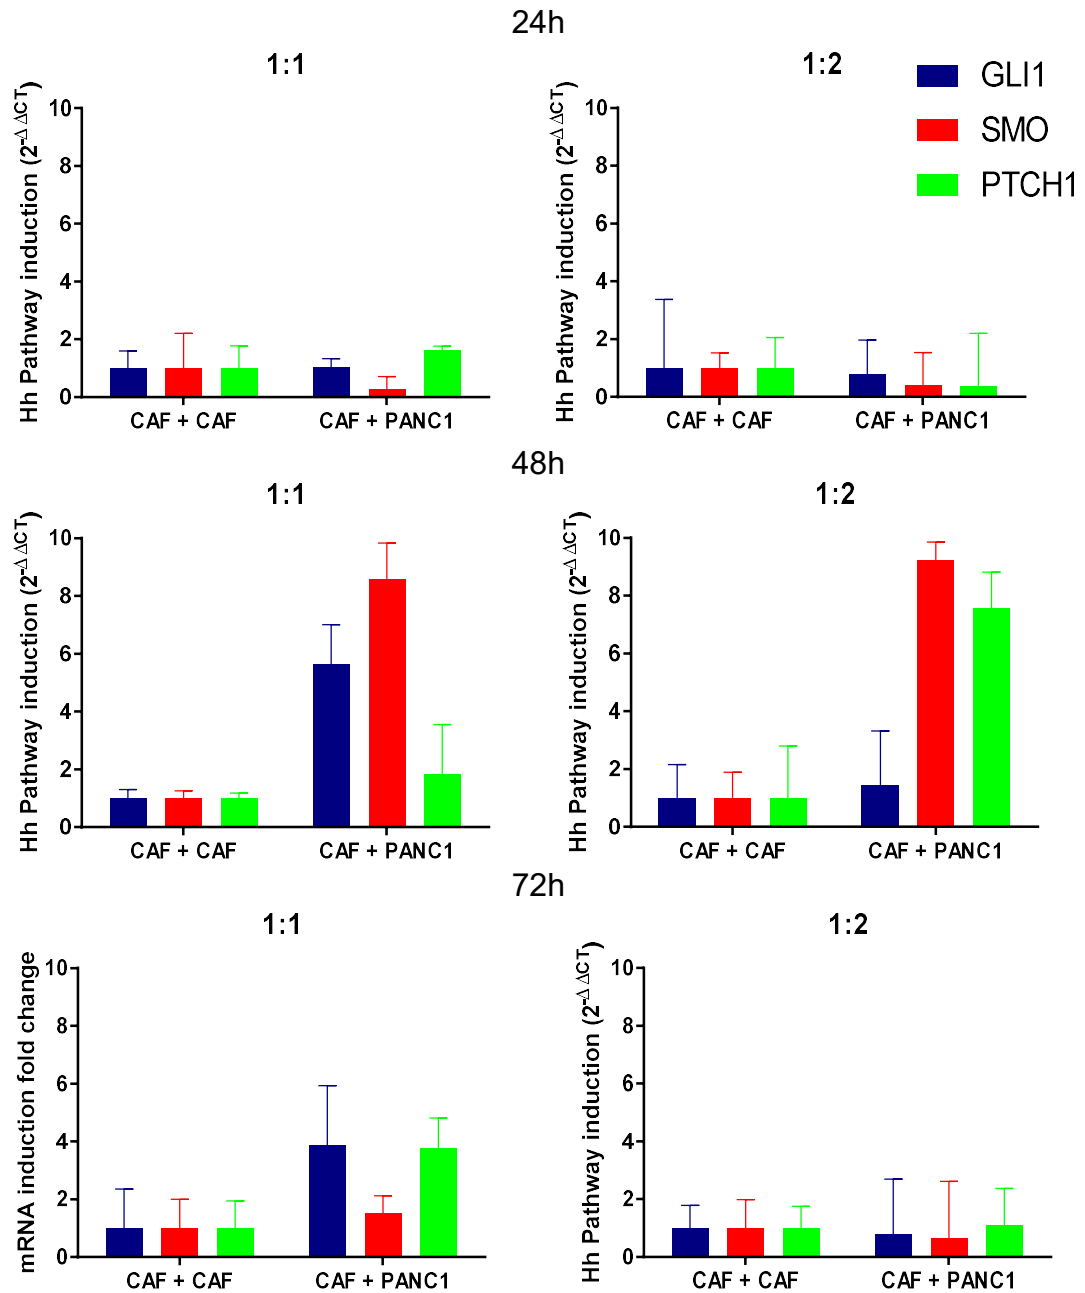 24h
1:1
1:2
GLI1
SMO
PTCH1
Hh Pathway induction (2-Δ ΔCT)
10
8
6
4
2
0
CAF + CAF
CAF + PANC1
Hh Pathway induction (2-Δ ΔCT)
10
8
6
4
2
0
CAF + CAF
CAF + PANC1
48h
1:1
1:2
Hh Pathway induction (2-Δ ΔCT)
10
8
6
4
2
0
CAF + CAF
CAF + PANC1
Hh Pathway induction (2-Δ ΔCT)
10
8
6
4
2
0
CAF + CAF
CAF + PANC1
72h
1:1
1:2
mRNA induction fold change
10
8
6
4
2
0
CAF + CAF
CAF + PANC1
Hh Pathway induction (2-Δ ΔCT)
10
8
6
4
2
0
CAF + CAF
CAF + PANC1